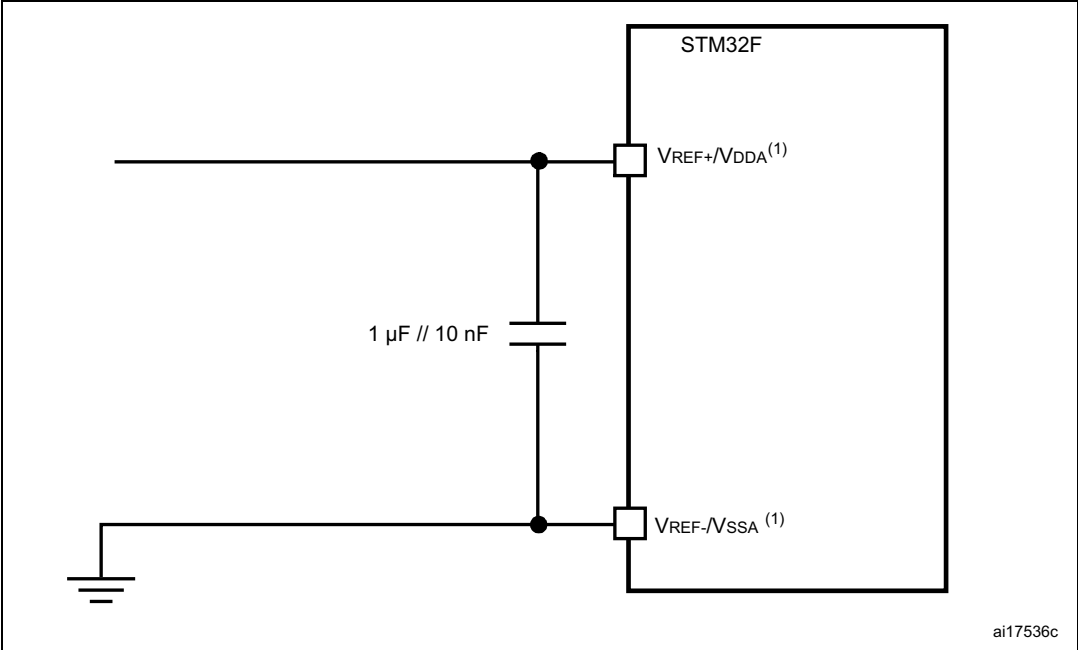 STM32F
VREF+/VDDA(1)
1 µF // 10 nF
VREF-/VSSA (1)
ai17536c